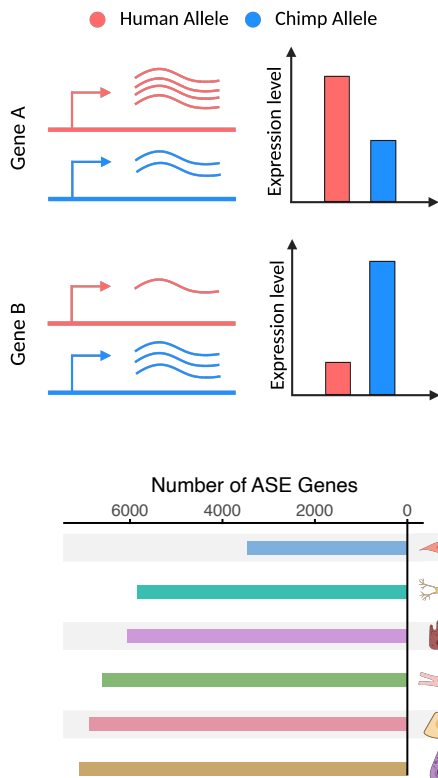 Human Allele Chimp Allele
Gene A
Expression level
Gene B
Expression level
Number of ASE Genes
6000 4000 2000 0